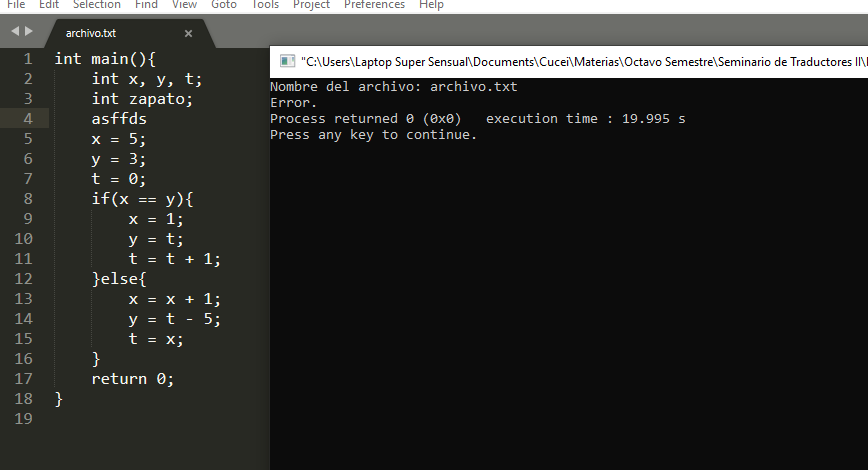 File Edit Selection Find View Goto Tools Project Preferences Help
archivo.txt ×
1 int main(){
2 int x, y, t;
3 int zapato;
4 asffds
5 x = 5;
6 y = 3;
7 t = 0;
8 if(x == y){
9 x = 1;
10 y = t;
11 t = t + 1;
12 }else{
13 x = x + 1;
14 y = t - 5;
15 t = x;
16 }
17 return 0;
18 }
19
"C:\Users\Laptop Super Sensual\Documents\Cucei\Materias\Octavo Semestre\Seminario de Traductores II\
Nombre del archivo: archivo.txt
Error.
Process returned 0 (0x0) execution time : 19.995 s
Press any key to continue.